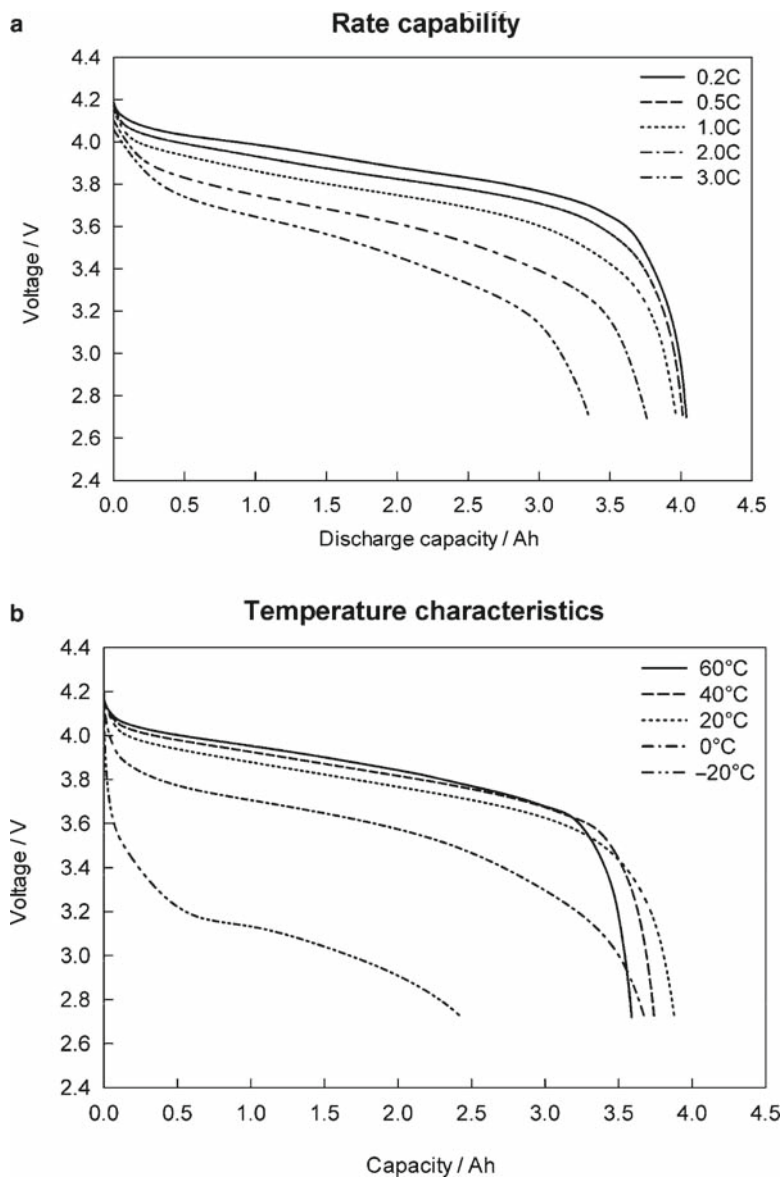 a
Rate capability
4.4
4.2
4.0
3.8
3.6
3.4
3.2
3.0
2.8
2.6
2.4
Voltage / V
0.2C
0.5C
1.0C
2.0C
3.0C
0.0 0.5 1.0 1.5 2.0 2.5 3.0 3.5 4.0 4.5
Discharge capacity / Ah
b
Temperature characteristics
4.4
4.2
4.0
3.8
3.6
3.4
3.2
3.0
2.8
2.6
2.4
Voltage / V
60°C
40°C
20°C
0°C
–20°C
0.0 0.5 1.0 1.5 2.0 2.5 3.0 3.5 4.0 4.5
Capacity / Ah